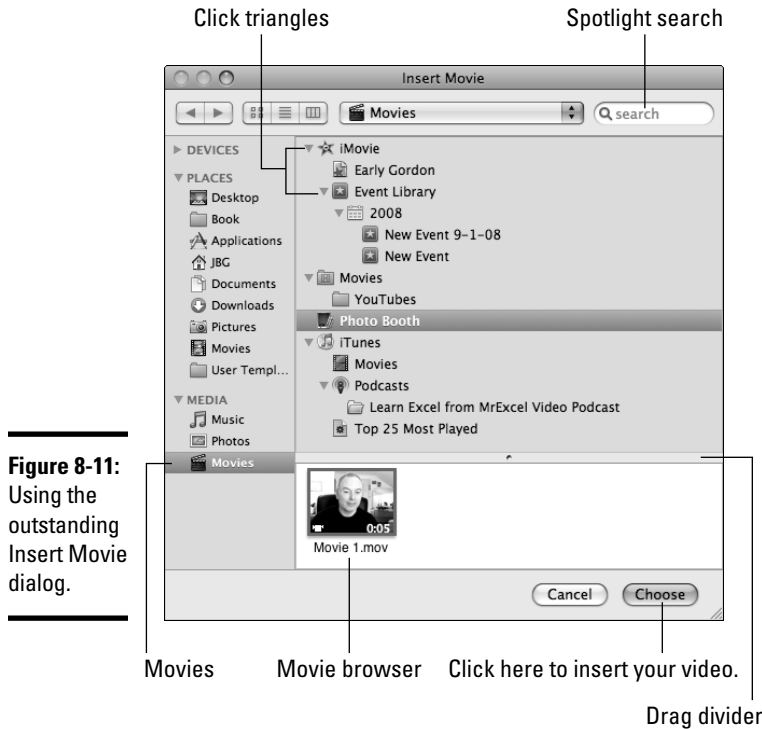 Click triangles
Spotlight search
Insert Movie
Movies
search
DEVICES
PLACES
Desktop
Book
Applications
JBG
Documents
Downloads
Pictures
Movies
User Templ...
MEDIA
Music
Photos
Movies
iMovie
Early Gordon
Event Library
2008
New Event 9-1-08
New Event
Movies
YouTubes
Photo Booth
iTunes
Movies
Podcasts
Learn Excel from MrExcel Video Podcast
Top 25 Most Played
0:05
Movie 1.mov
Cancel
Choose
Figure 8-11:
Using the
outstanding
Insert Movie
dialog.
Movies
Movie browser
Click here to insert your video.
Drag divider